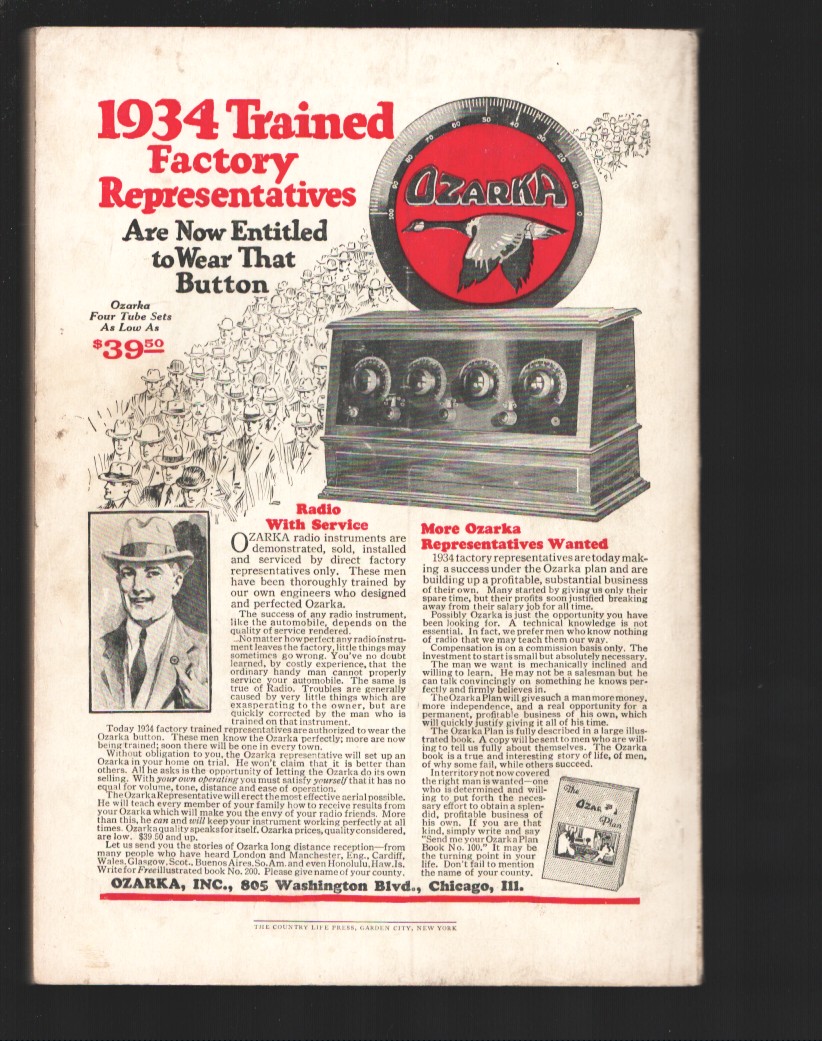 1934 Trained
Factory
Representatives
Are Now Entitled
to Wear That
Button
Ozarka
Four Tube Sets
As Low As
$39.50
OZARKA
100 90 80 70 60 50 40 30 20 10 0
Radio
With Service
OZARKA radio instruments are
demonstrated, sold, installed
and serviced by direct factory
representatives only. These men
have been thoroughly trained by
our own engineers who designed
and perfected Ozarka.
The success of any radio instrument,
like the automobile, depends on the
quality of service rendered.
No matter how perfect any radio instru-
ment leaves the factory, little things may
sometimes go wrong. You've no doubt
learned, by costly experience, that the
ordinary handy man cannot properly
service your automobile. The same is
true of Radio. Troubles are generally
caused by very little things which are
exasperating to the owner, but are
quickly corrected by the man who is
trained on that instrument.
Today 1934 factory trained representatives are authorized to wear the
Ozarka button. These men know the Ozarka perfectly; more are now
being trained; soon there will be one in every town.
Without obligation to you, the Ozarka representative will set up an
Ozarka in your home on trial. He won't claim that it is better than
others. All he asks is the opportunity of letting the Ozarka do its own
selling. With your own operating you must satisfy yourself that it has no
equal for volume, tone, distance and ease of operation.
The Ozarka Representative will erect the most effective aerial possible.
He will teach every member of your family how to receive results from
your Ozarka which will make you the envy of your radio friends. More
than this, he can and will keep your instrument working perfectly at all
times. Ozarka quality speaks for itself. Ozarka prices, quality considered,
are low. $39.50 and up.
Let us send you the stories of Ozarka long distance reception—from
many people who have heard London and Manchester, Eng., Cardiff,
Wales, Glasgow, Scot., Buenos Aires, So. Am. and even Honolulu, Haw. Is.
Write for Free illustrated book No. 200. Please give name of your county.
More Ozarka
Representatives Wanted
1934 factory representatives are today mak-
ing a success under the Ozarka plan and are
building up a profitable, substantial business
of their own. Many started by giving us only their
spare time, but their profits soon justified breaking
away from their salary job for all time.
Possibly Ozarka is just the opportunity you have
been looking for. A technical knowledge is not
essential. In fact, we prefer men who know nothing
of radio that we may teach them our way.
Compensation is on a commission basis only. The
investment to start is small but absolutely necessary.
The man we want is mechanically inclined and
willing to learn. He may not be a salesman but he
can talk convincingly on something he knows per-
fectly and firmly believes in.
The Ozarka Plan will give such a man more money,
more independence, and a real opportunity for a
permanent, profitable business of his own, which
will quickly justify giving it all of his time.
The Ozarka Plan is fully described in a large illus-
trated book. A copy will be sent to men who are will-
ing to tell us fully about themselves. The Ozarka
book is a true and interesting story of life, of men,
of why some fail, while others succeed.
In territory not now covered
the right man is wanted—one
who is determined and will-
ing to put forth the neces-
sary effort to obtain a splen-
did, profitable business of
his own. If you are that
kind, simply write and say
"Send me your Ozarka Plan
Book No. 100." It may be
the turning point in your
life. Don't fail to mention
the name of your county.
The
Ozarka
Plan
OZARKA, INC., 805 Washington Blvd., Chicago, Ill.
THE COUNTRY LIFE PRESS, GARDEN CITY, NEW YORK